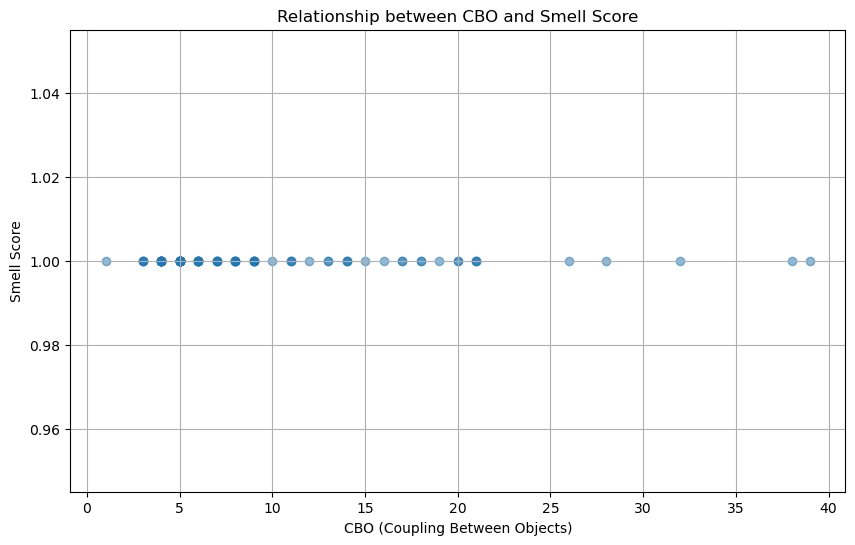 Relationship between CBO and Smell Score
1.04
1.02
1.00
0.98
0.96
Smell Score
0 5 10 15 20 25 30 35 40
CBO (Coupling Between Objects)